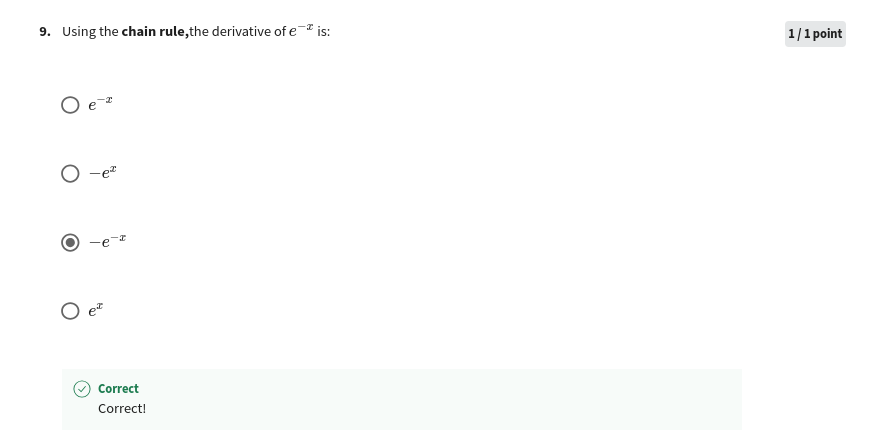 9. Using the chain rule,the derivative of e^{-x} is:
1 / 1 point
e^{-x}
-e^{x}
-e^{-x}
e^{x}
Correct
Correct!